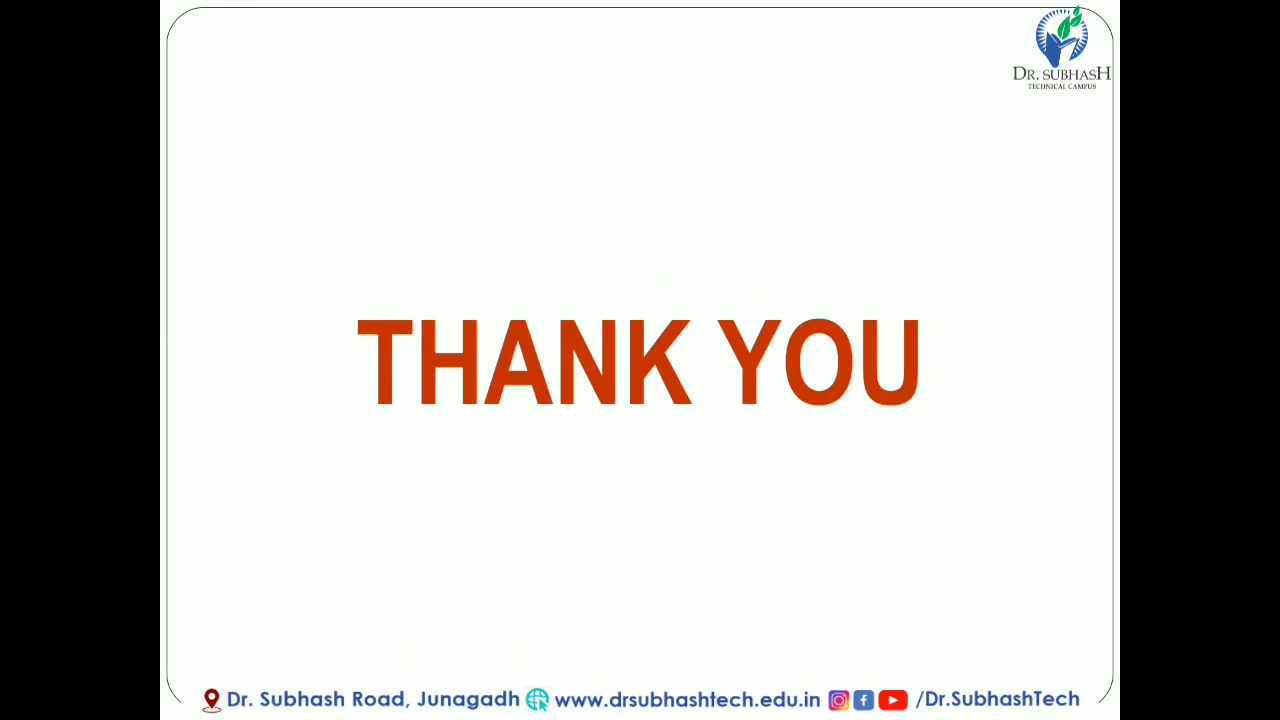 DR. SUBHASH
TECHNICAL CAMPUS
THANK YOU
Dr. Subhash Road, Junagadh www.drsubhashtech.edu.in /Dr.SubhashTech